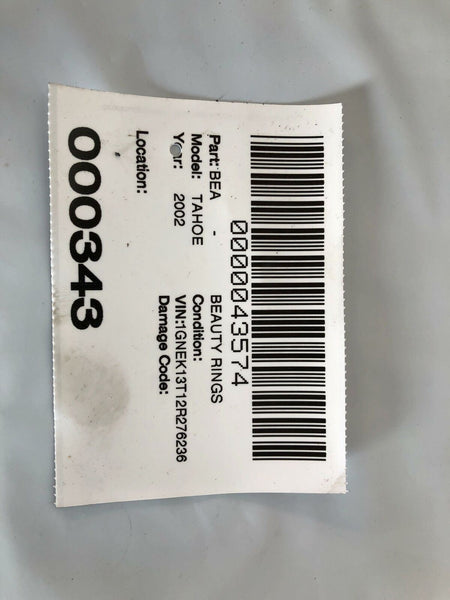 0000043574
Part: BEA - BEAUTY RINGS
Model: TAHOE Condition:
Year: 2002 VIN:1GNEK13T12R276236
Damage Code:
Location:
000343